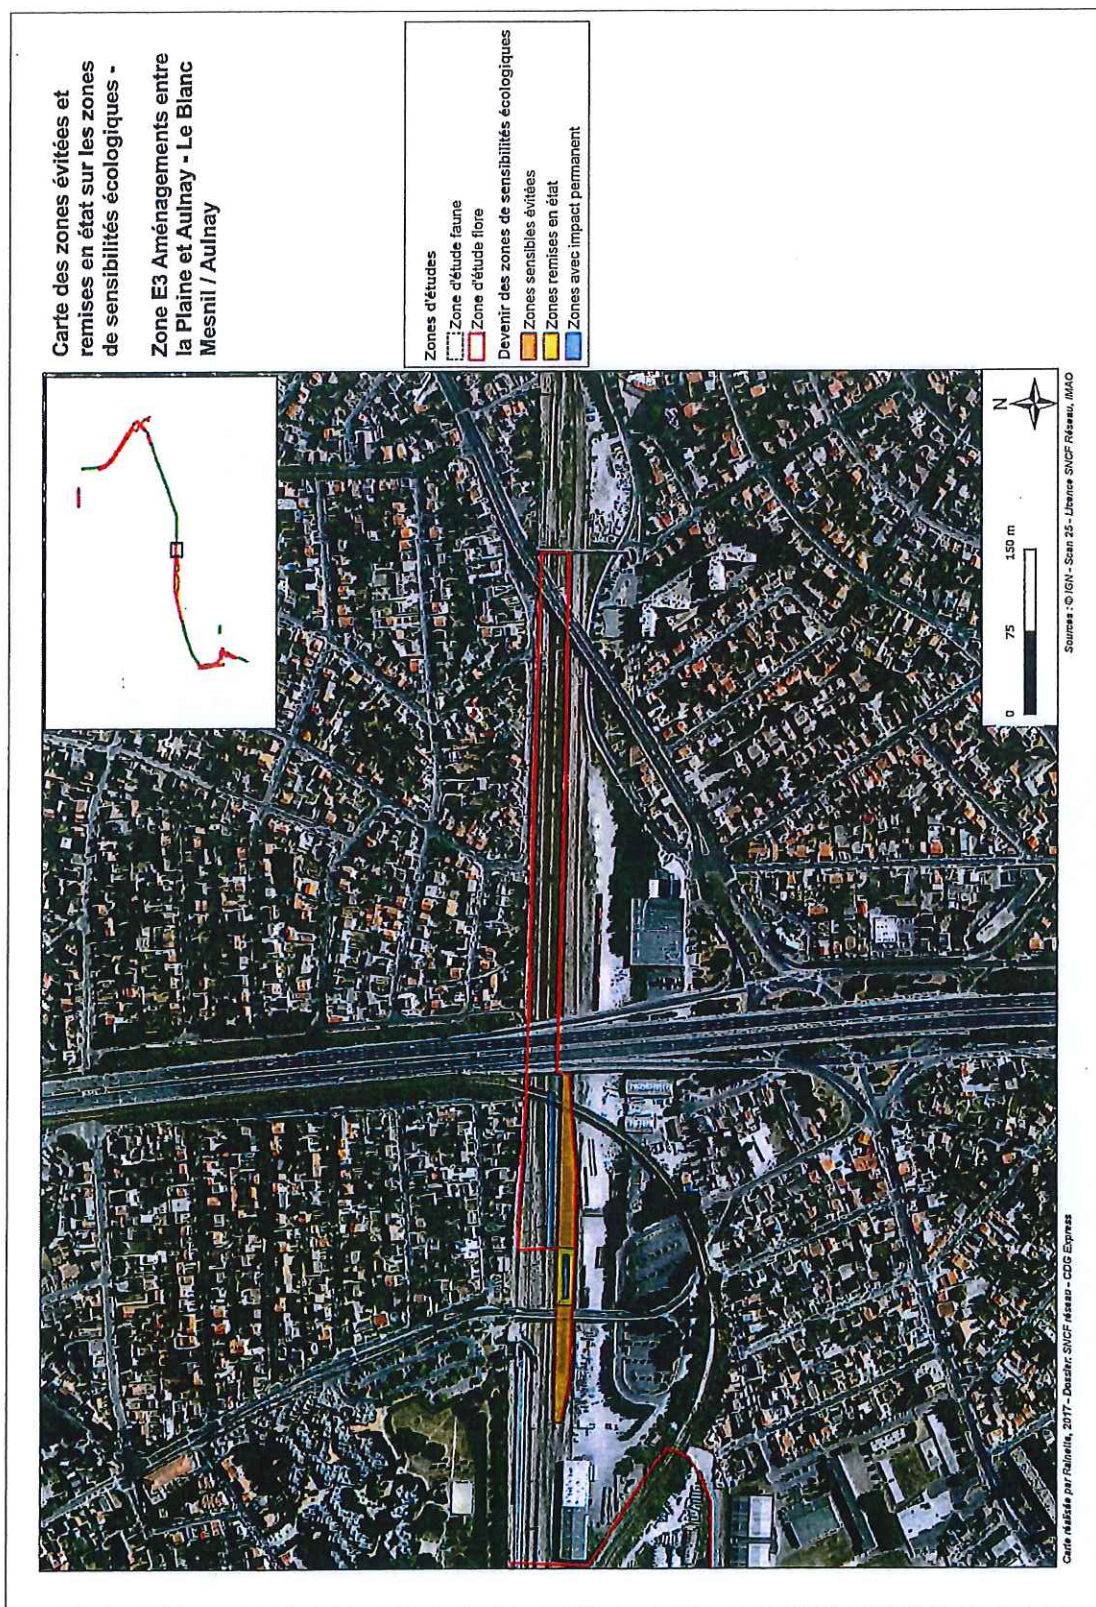 Carte des zones évitées et
remises en état sur les zones
de sensibilités écologiques -
Zone E3 Aménagements entre
la Plaine et Aulnay - Le Blanc
Mesnil / Aulnay
Zones d'études
Zone d'étude faune
Zone d'étude flore
Devenir des zones de sensibilités écologiques
Zones sensibles évitées
Zones remises en état
Zones avec impact permanent
N
0 75 150 m
Carte réalisée par Rainette, 2017 - Dossier: SNCF réseau - CDG Express
Sources : © IGN - Scan 25 - Licence SNCF Réseau, IMAO